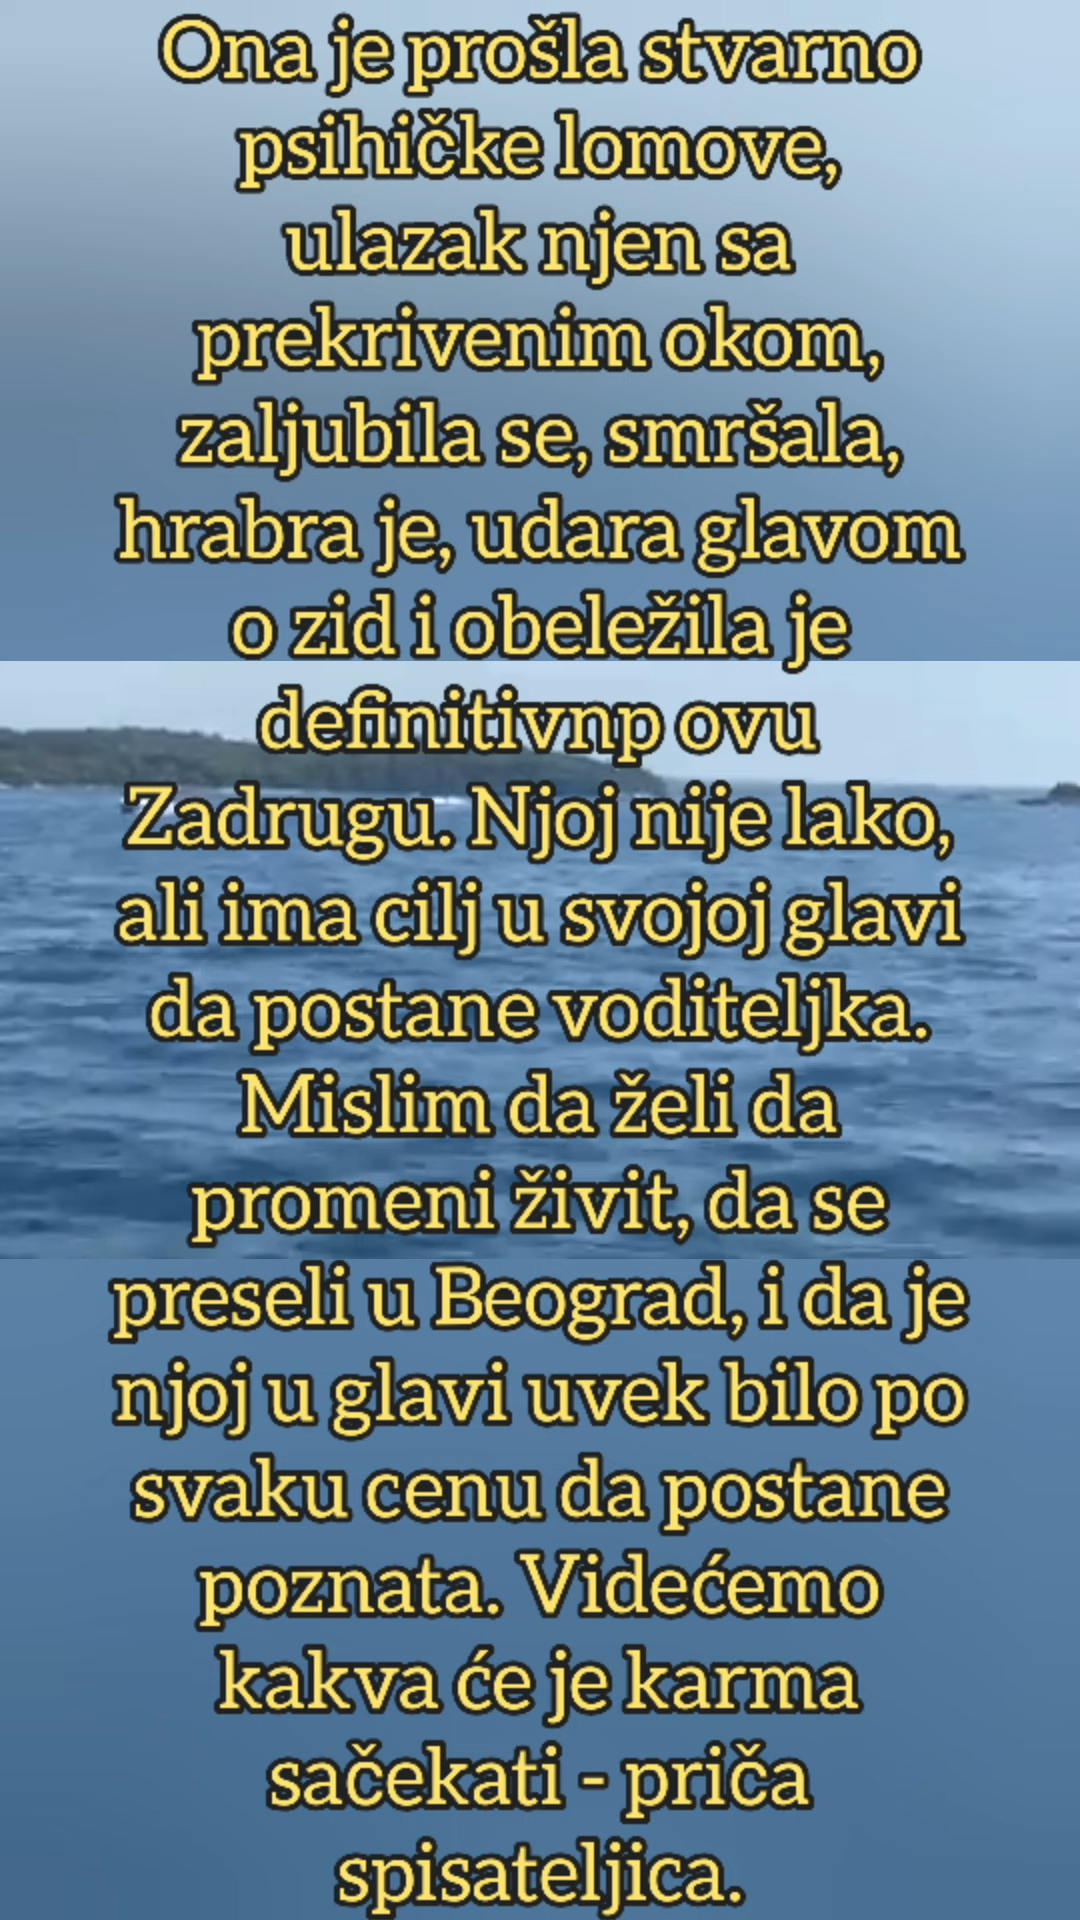 Ona je prošla stvarno
psihičke lomove,
ulazak njen sa
prekrivenim okom,
zaljubila se, smršala,
hrabra je, udara glavom
o zid i obeležila je
definitivnp ovu
Zadrugu. Njoj nije lako,
ali ima cilj u svojoj glavi
da postane voditeljka.
Mislim da želi da
promeni živit, da se
preseli u Beograd, i da je
njoj u glavi uvek bilo po
svaku cenu da postane
poznata. Videćemo
kakva će je karma
sačekati - priča
spisateljica.